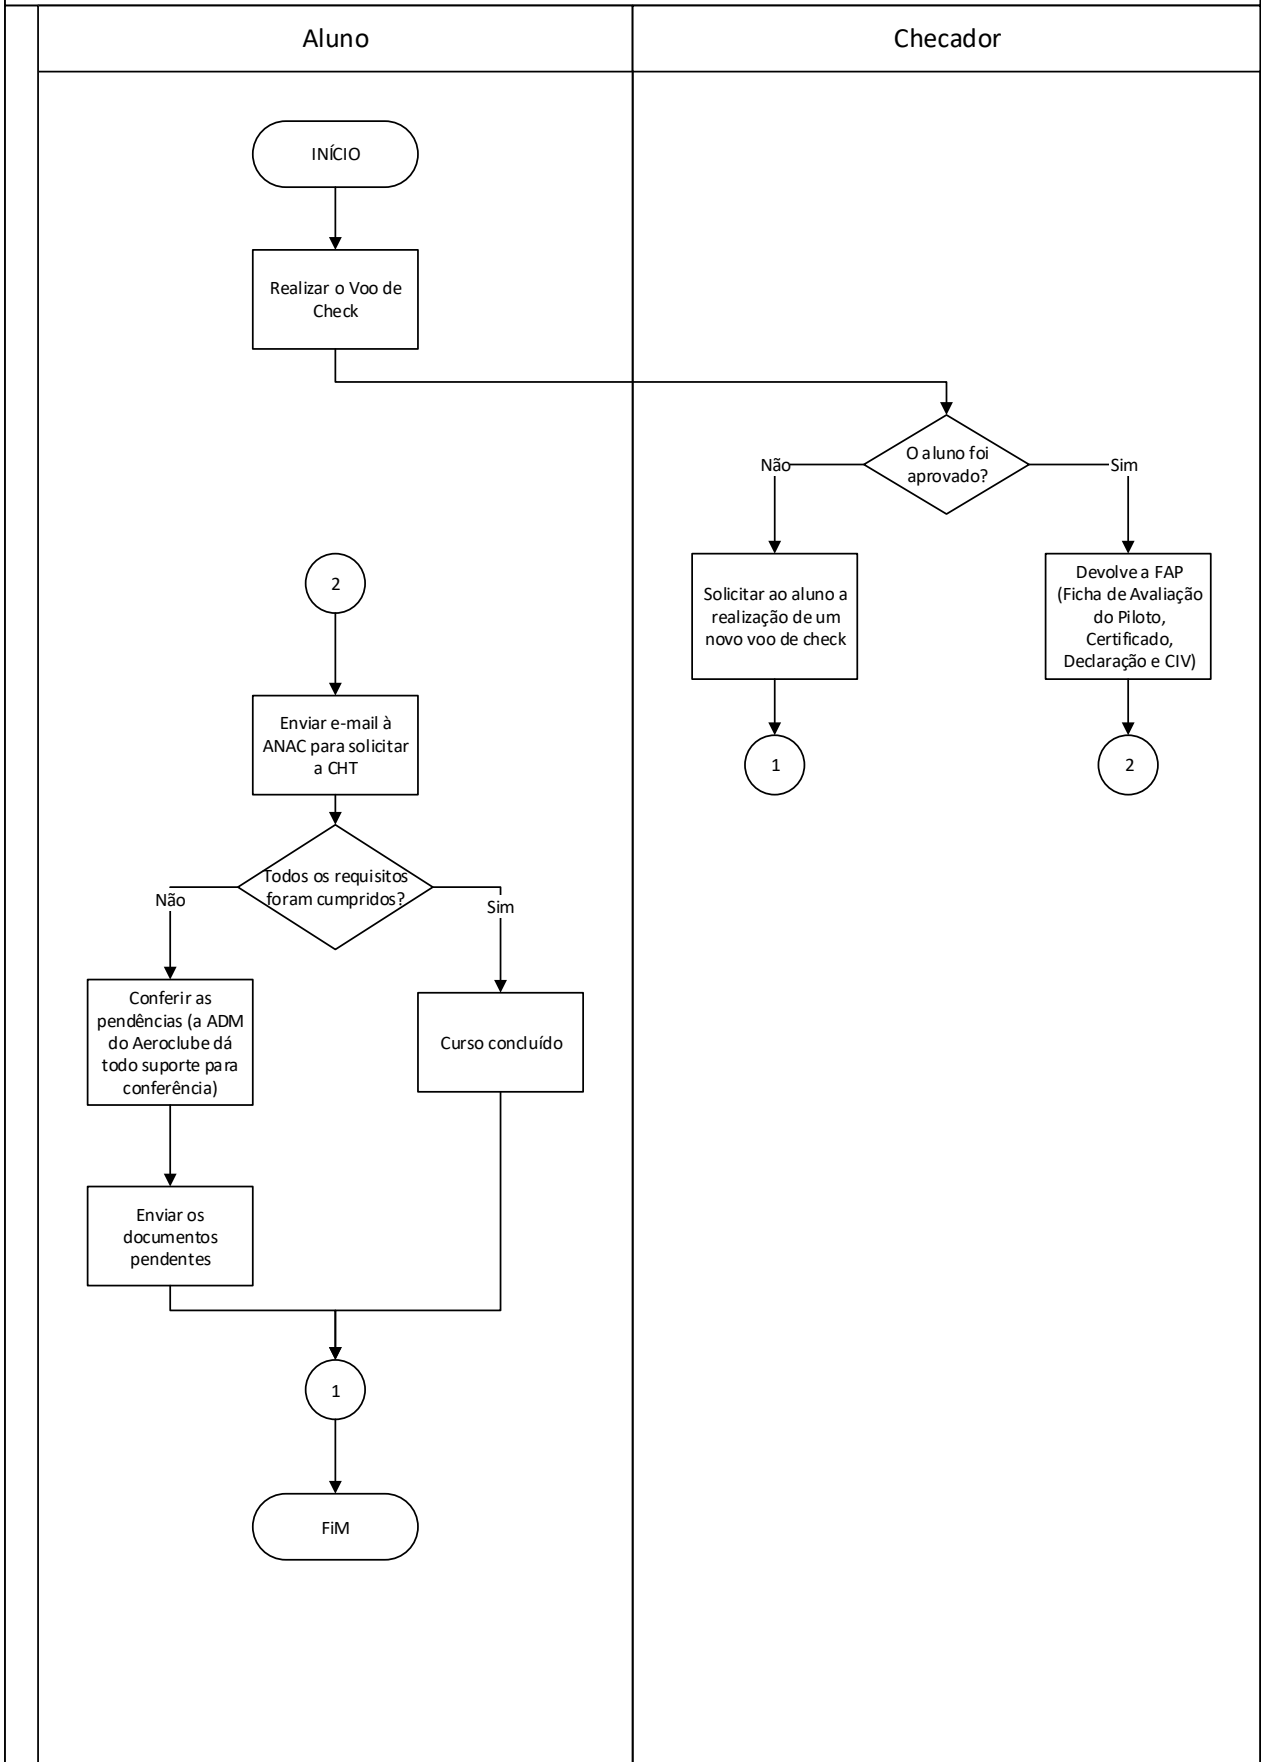 Aluno
Checador
INÍCIO
Realizar o Voo de
Check
O aluno foi
aprovado?
Não
Sim
Solicitar ao aluno a
realização de um
novo voo de check
Devolve a FAP
(Ficha de Avaliação
do Piloto,
Certificado,
Declaração e CIV)
1
2
2
Enviar e-mail à
ANAC para solicitar
a CHT
Todos os requisitos
foram cumpridos?
Não
Sim
Conferir as
pendências (a ADM
do Aeroclube dá
todo suporte para
conferência)
Curso concluído
Enviar os
documentos
pendentes
1
FiM